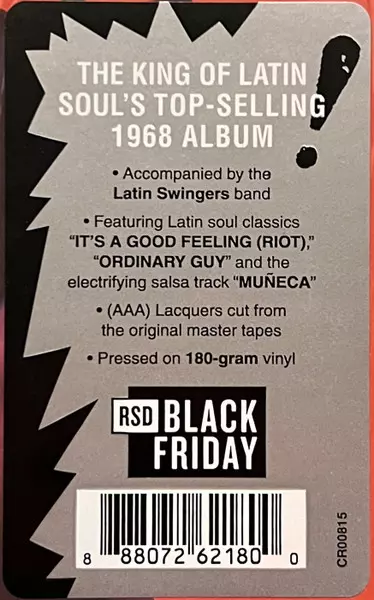 THE KING OF LATIN
SOUL'S TOP-SELLING
1968 ALBUM
• Accompanied by the
Latin Swingers band
• Featuring Latin soul classics
"IT'S A GOOD FEELING (RIOT),"
"ORDINARY GUY" and the
electrifying salsa track "MUÑECA"
• (AAA) Lacquers cut from
the original master tapes
• Pressed on 180-gram vinyl
RSD BLACK
FRIDAY
8 88072 62180 0
CR00815